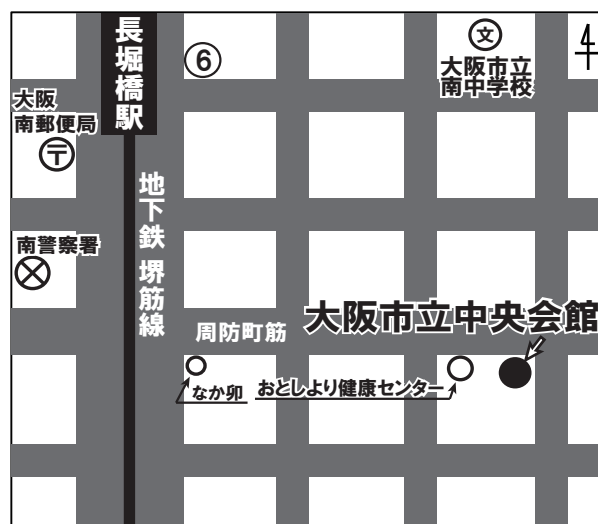 長堀橋駅
⑥
文
大阪市立
南中学校
大阪
南郵便局
〒
地下鉄 堺筋線
南警察署
大阪市立中央会館
周防町筋
なか卯
おとしより健康センター